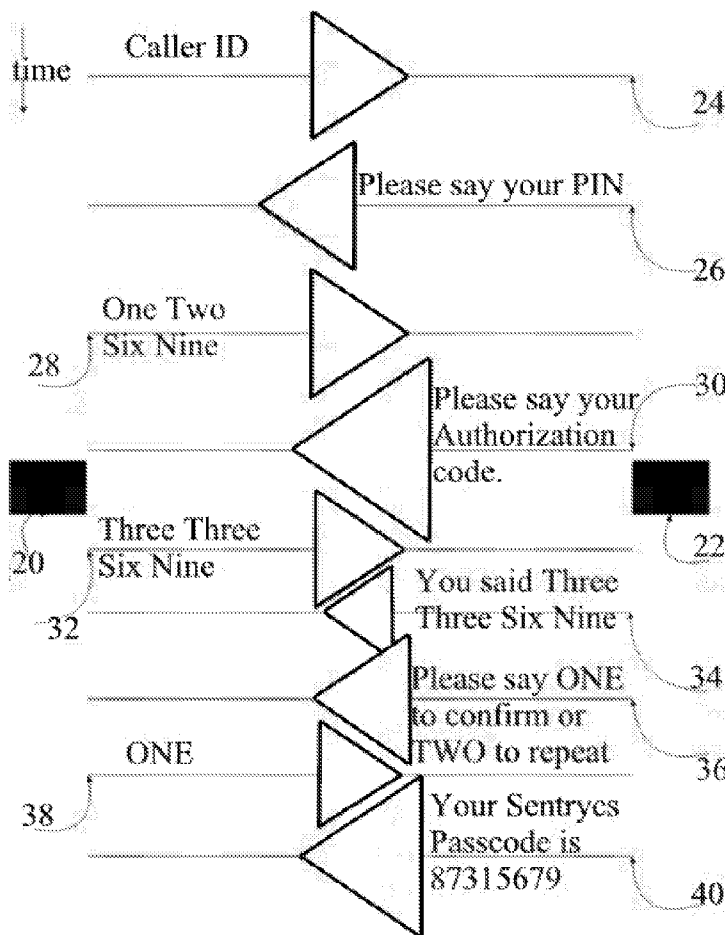 Caller ID
time
24
Please say your PIN
26
One Two
Six Nine
28
30
Please say your
Authorization
code.
20
22
Three Three
Six Nine
32
You said Three
Three Six Nine
34
Please say ONE
to confirm or
TWO to repeat
36
ONE
38
Your Sentrycs
Passcode is
87315679
40